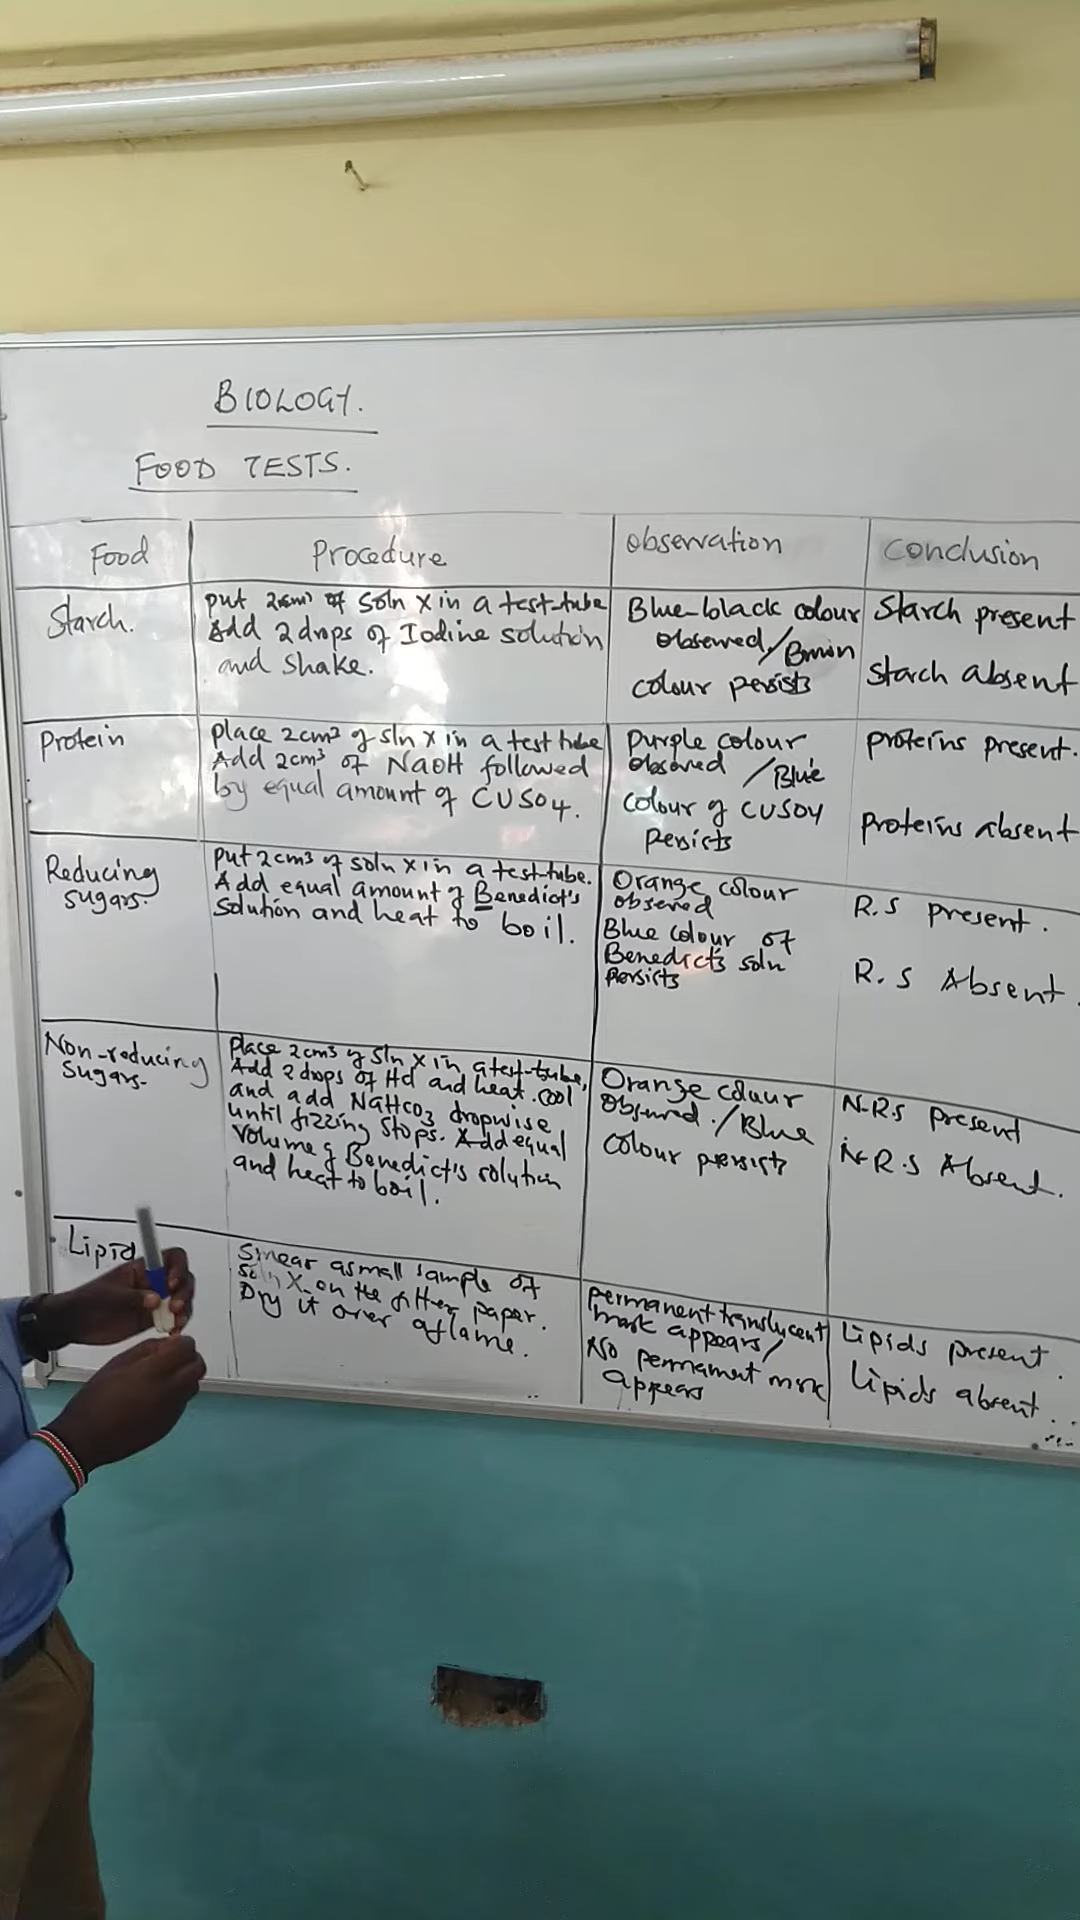 BIOLOGY.
FOOD TESTS.
Food
Procedure
observation
conclusion
Starch.
put 2cm³ of soln X in a test-tube
Add 2 drops of Iodine solution
and shake.
Blue-black colour
observed/Brown
colour persists
Starch present
starch absent
Protein
place 2cm³ of sln X in a test tube
Add 2cm³ of NaOH followed
by equal amount of CUSO4.
purple colour
observed /Blue
colour of CUSO4
persists
proteins present.
proteins absent
Reducing
sugars.
put 2cm3 of soln X in a test-tube.
Add equal amount of Benedict's
solution and heat to boil.
Orange colour
observed
Blue colour of
Benedict's soln
persists
R.S present.
R.S Absent.
Non-reducing
sugars-
Place 2cm3 of sln X in a test-tube,
Add 2 drops of Hcl and heat. cool
and add NaHCO3 dropwise
until fizzing stops. Add equal
volume of Benedict's solution
and heat to boil.
Orange colour
observed./Blue
colour persists
N-R.S present
N-R.S Absent.
Lipid
Smear a small sample of
soln X on the filter paper.
Dry it over a flame.
permanent translucent
mark appears/
No permament mark
appears
Lipids present.
Lipids absent..